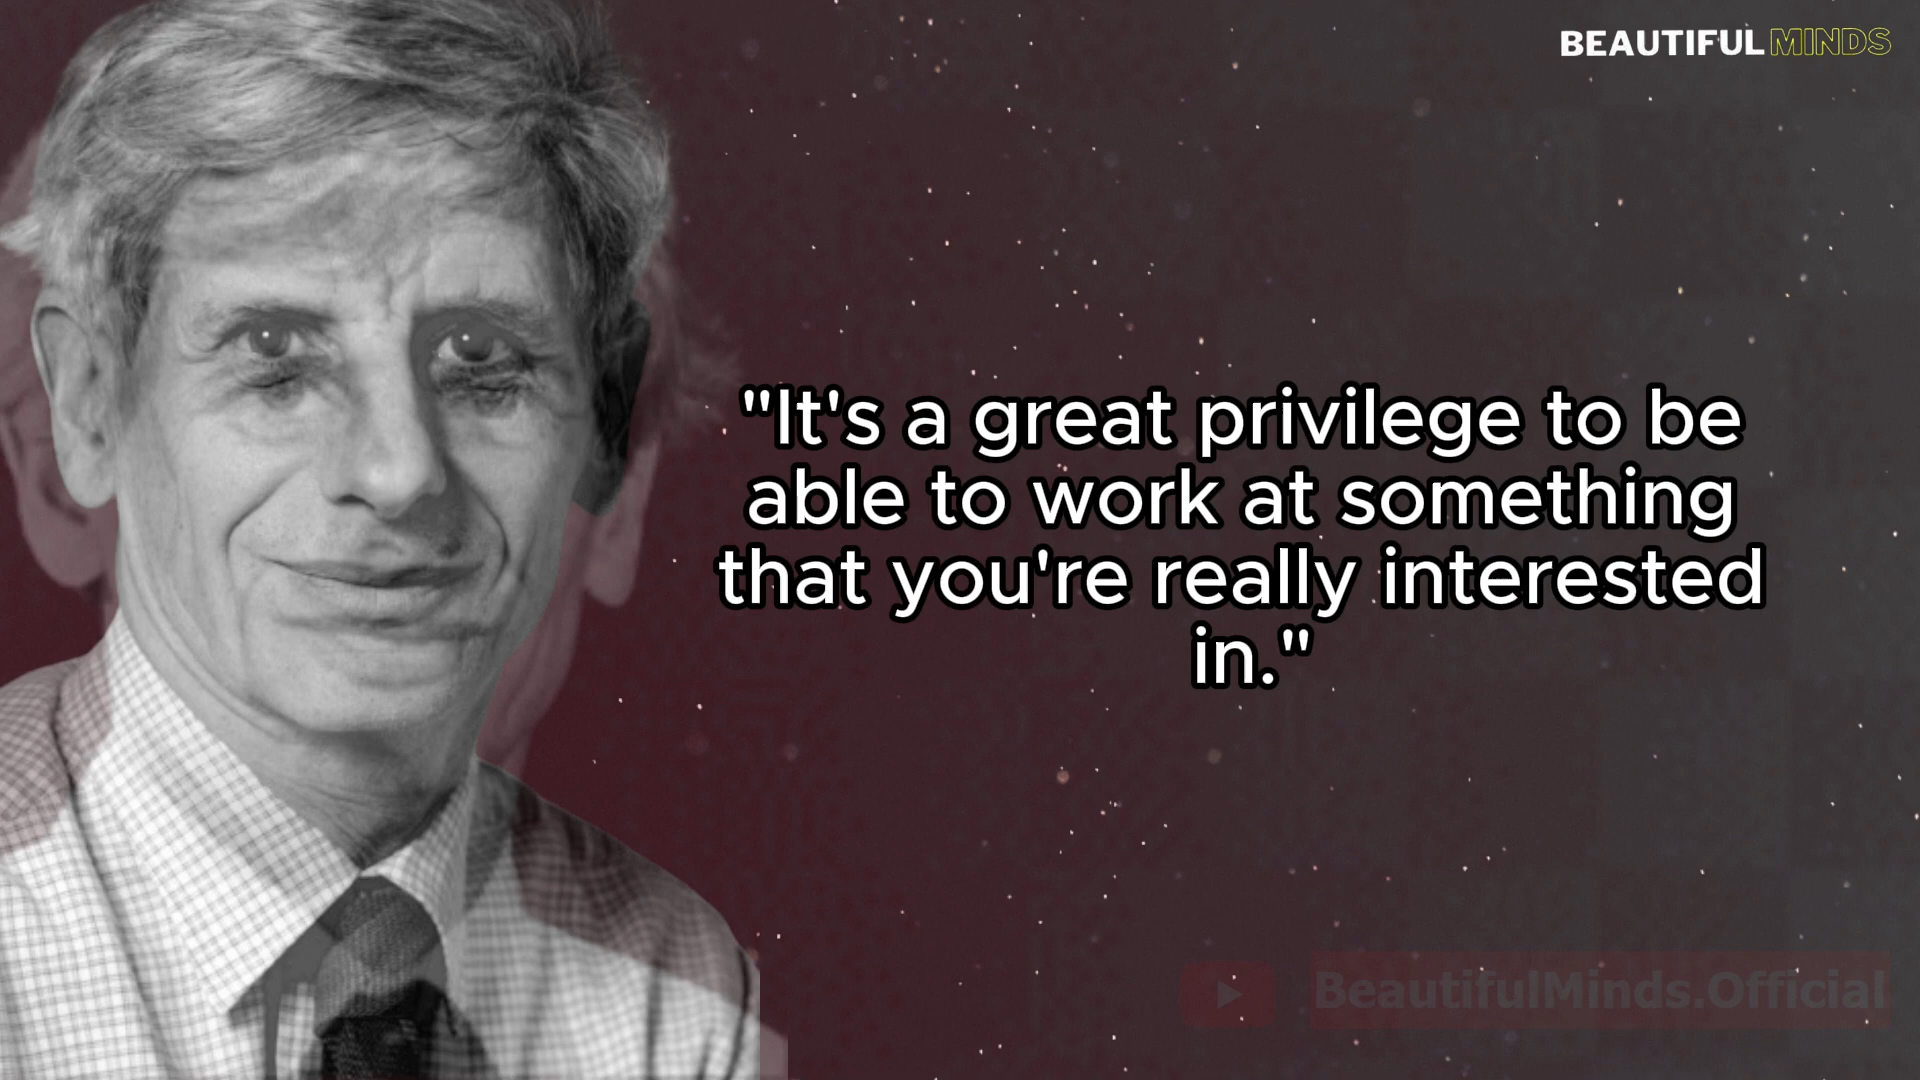 BEAUTIFUL MINDS
"It's a great privilege to be
able to work at something
that you're really interested
in."
BeautifulMinds.Official